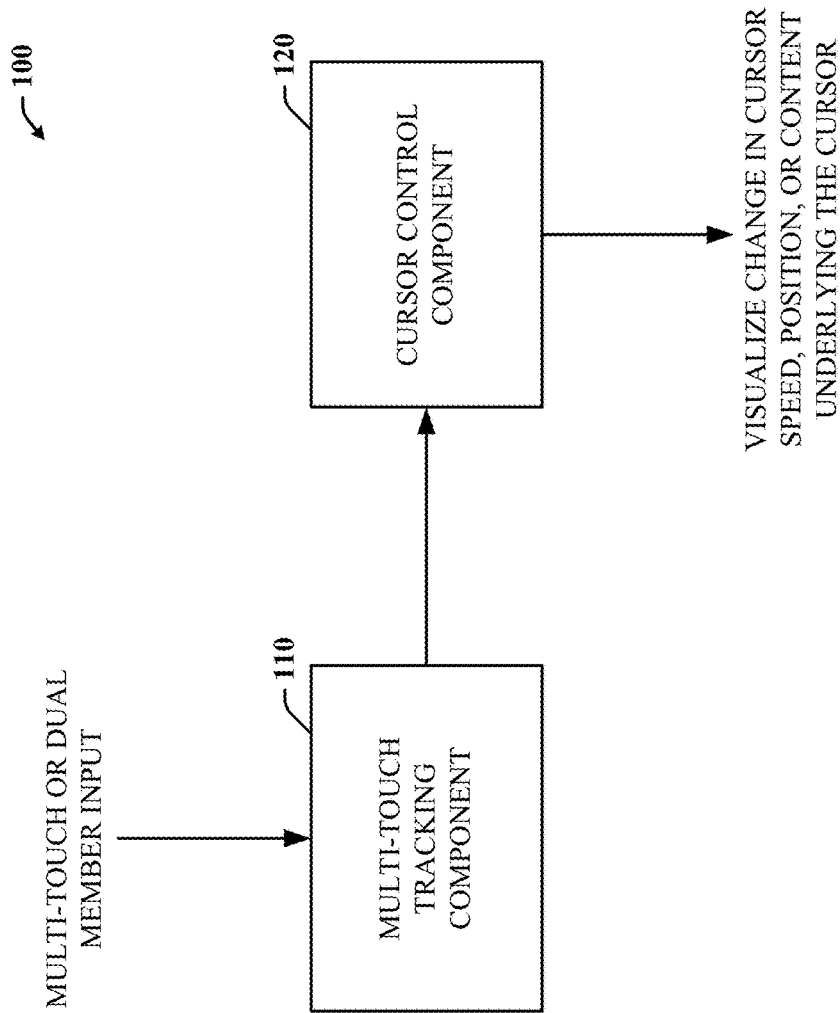 100
MULTI-TOUCH OR DUAL
MEMBER INPUT
110
MULTI-TOUCH
TRACKING
COMPONENT
120
CURSOR CONTROL
COMPONENT
VISUALIZE CHANGE IN CURSOR
SPEED, POSITION, OR CONTENT
UNDERLYING THE CURSOR